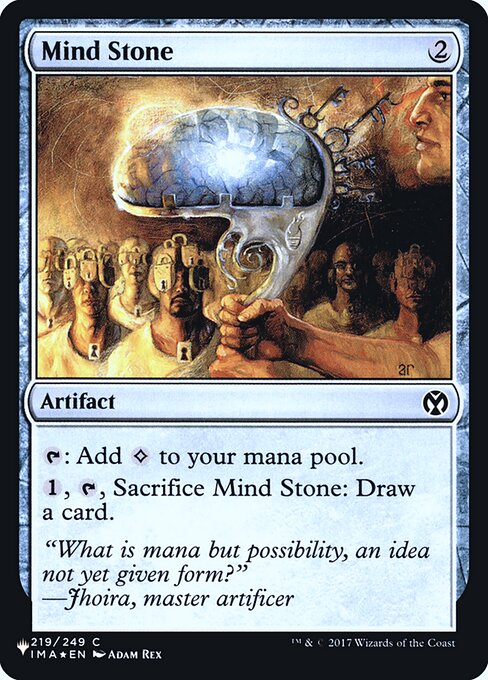 Mind Stone 2
ar
Artifact
: Add to your mana pool.
1, , Sacrifice Mind Stone: Draw
a card.
“What is mana but possibility, an idea
not yet given form?”
—Jhoira, master artificer
219/249 C
IMA★EN Adam Rex
™ & © 2017 Wizards of the Coast